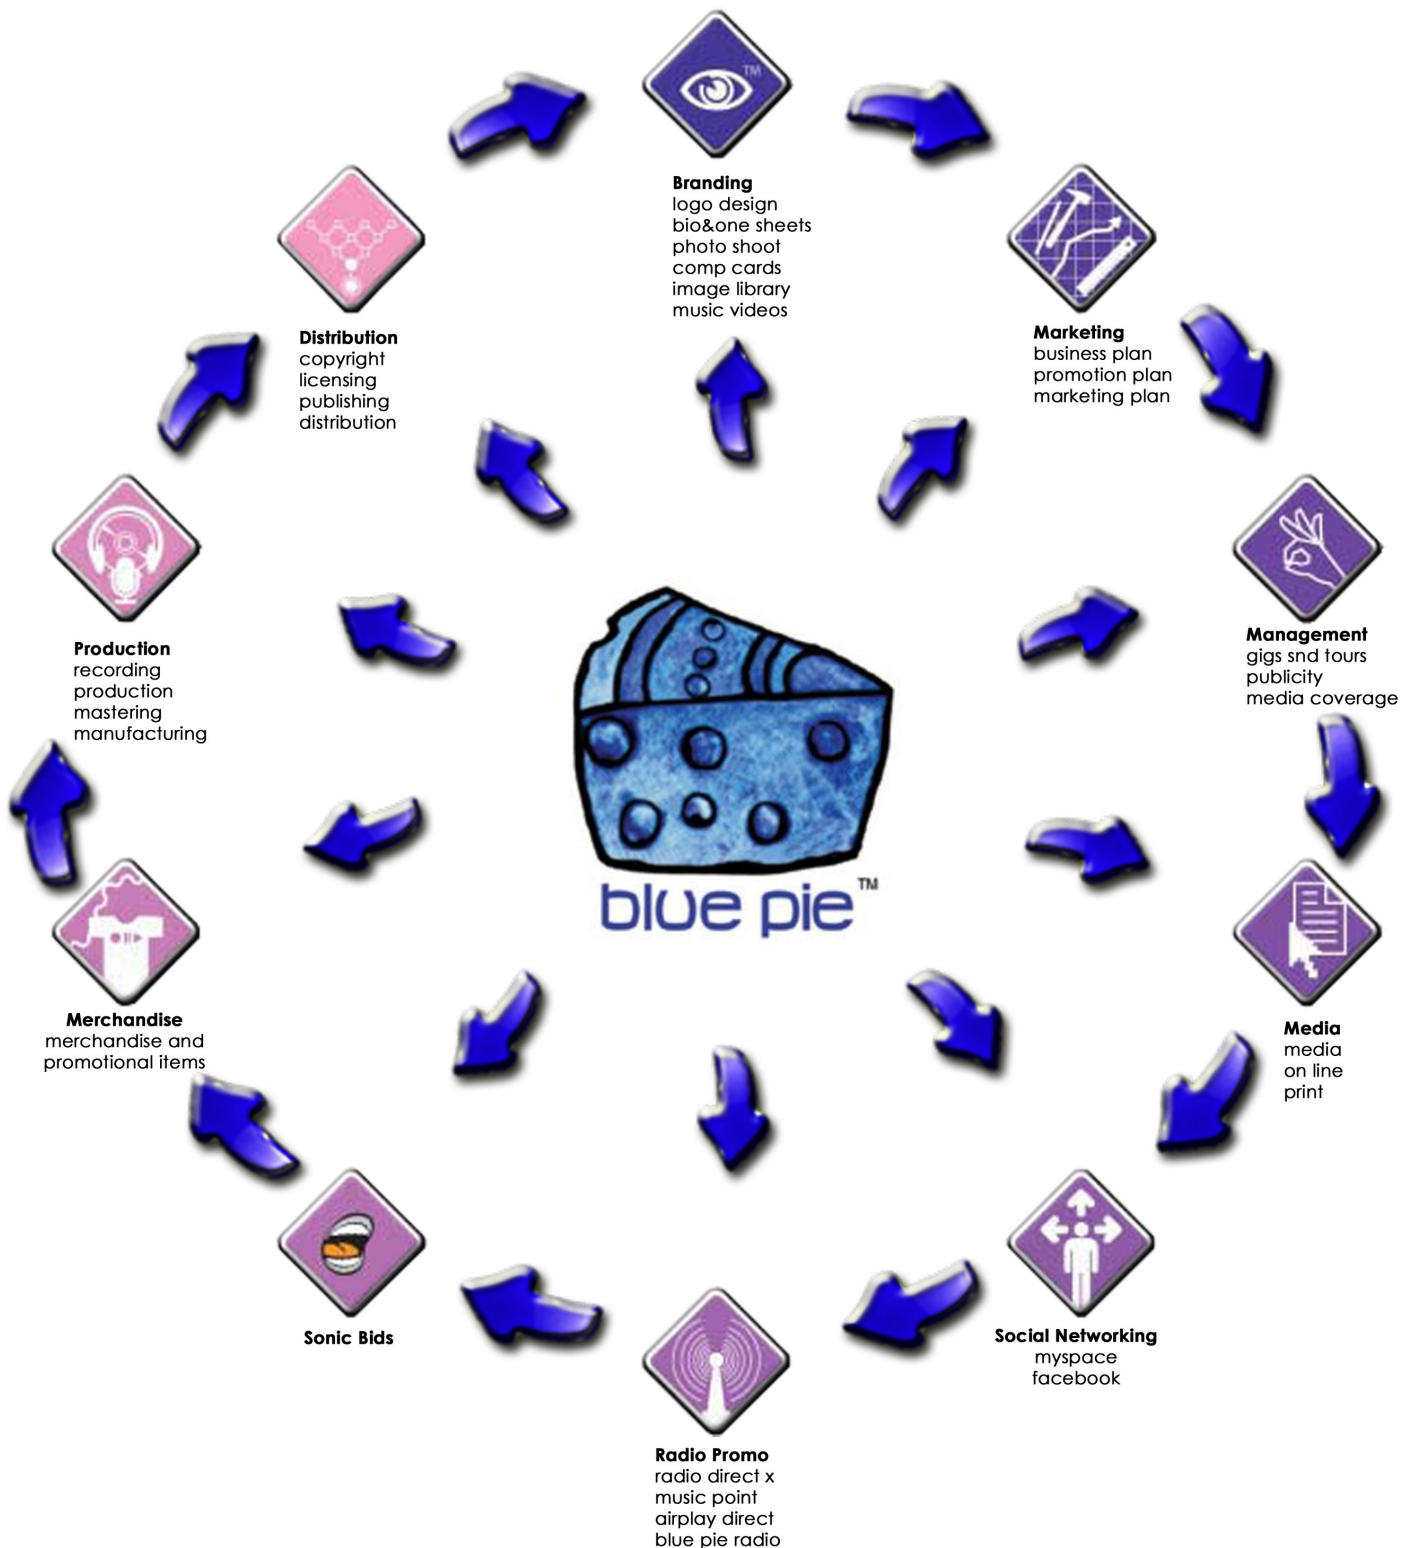 TM
Branding
logo design
bio&one sheets
photo shoot
comp cards
image library
music videos
Marketing
business plan
promotion plan
marketing plan
Management
gigs snd tours
publicity
media coverage
Media
media
on line
print
Social Networking
myspace
facebook
Radio Promo
radio direct x
music point
airplay direct
blue pie radio
Sonic Bids
Merchandise
merchandise and
promotional items
Production
recording
production
mastering
manufacturing
Distribution
copyright
licensing
publishing
distribution
blue pie™